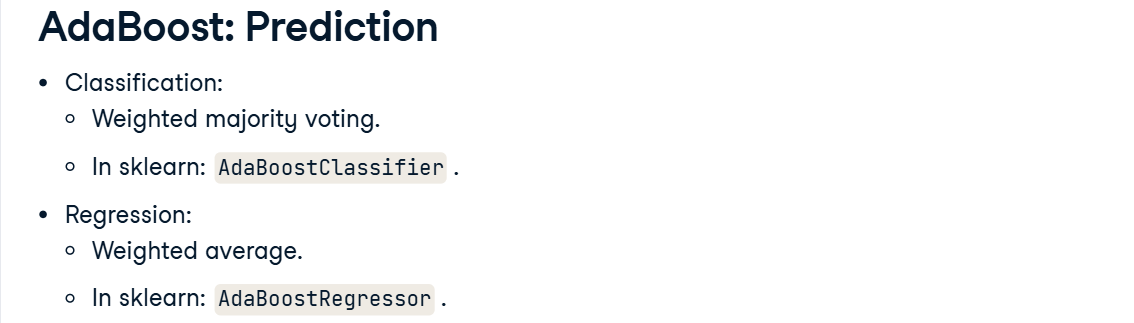 AdaBoost: Prediction
• Classification:
○ Weighted majority voting.
○ In sklearn: AdaBoostClassifier .
• Regression:
○ Weighted average.
○ In sklearn: AdaBoostRegressor .